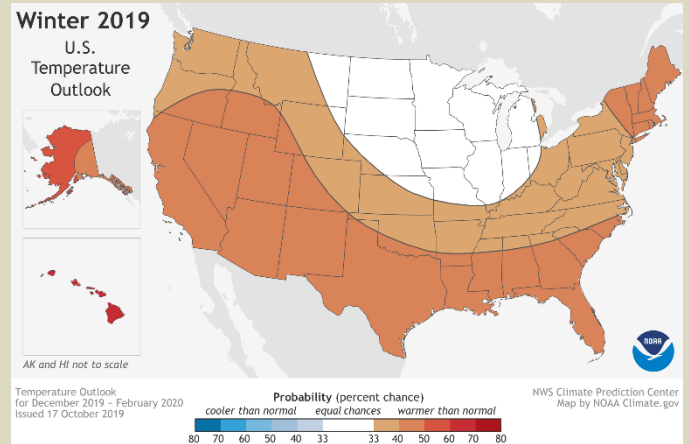 Winter 2019
U.S.
Temperature
Outlook
AK and HI not to scale
NOAA
Temperature Outlook
for December 2019 – February 2020
Issued 17 October 2019
Probability (percent chance)
cooler than normal equal chances warmer than normal
80 70 60 50 40 33 33 40 50 60 70 80
NWS Climate Prediction Center
Map by NOAA Climate.gov